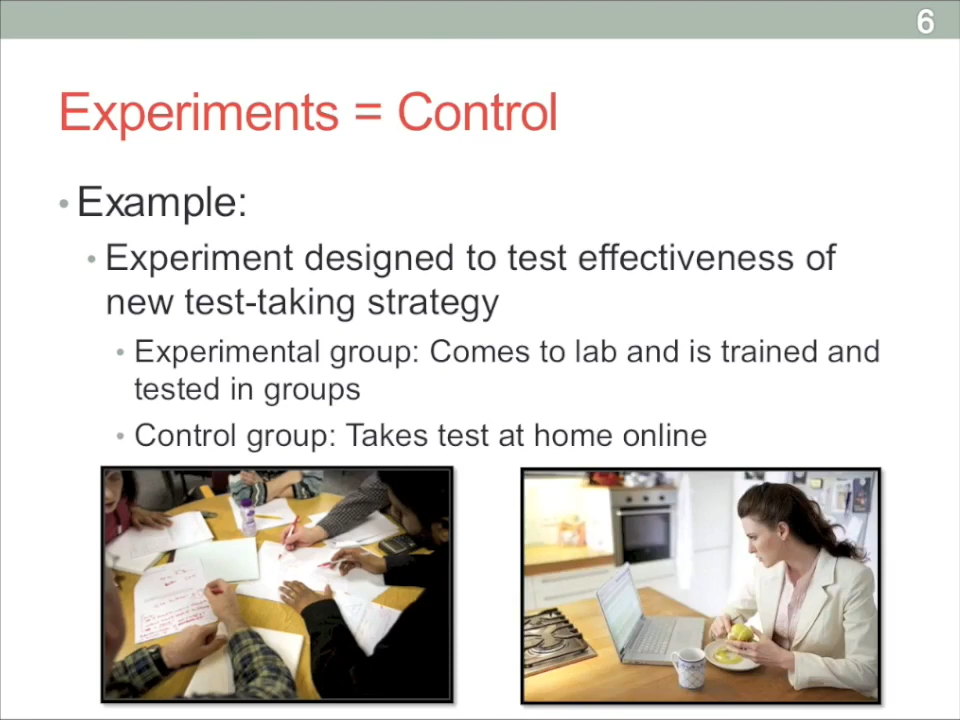 6
Experiments = Control
• Example:
• Experiment designed to test effectiveness of
new test-taking strategy
• Experimental group: Comes to lab and is trained and
tested in groups
• Control group: Takes test at home online